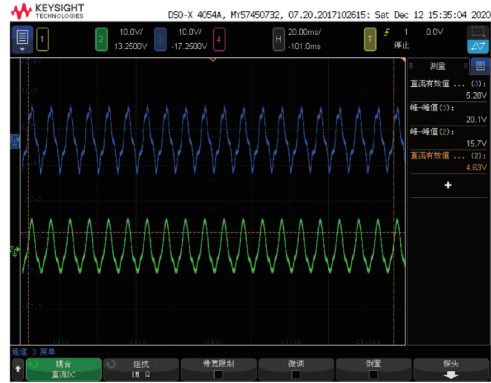 KEYSIGHT
TECHNOLOGIES
DSO-X 4054A, MY57450732, 07.20.2017102615: Sat Dec 12 15:35:04 2020
1
2 10.0V/ 3 10.0V/ 4 H 20.00ms/ T 1 0.0V
13.2500V -17.2500V -101.0ms 停止
测量
直流有效值 ... (3):
5.28V
峰-峰值(3):
20.1V
峰-峰值(2):
15.7V
直流有效值 ... (2):
4.63V
+
通道 3 菜单
耦合 阻抗 带宽限制 微调 倒置 探头
直流DC 1M Ω